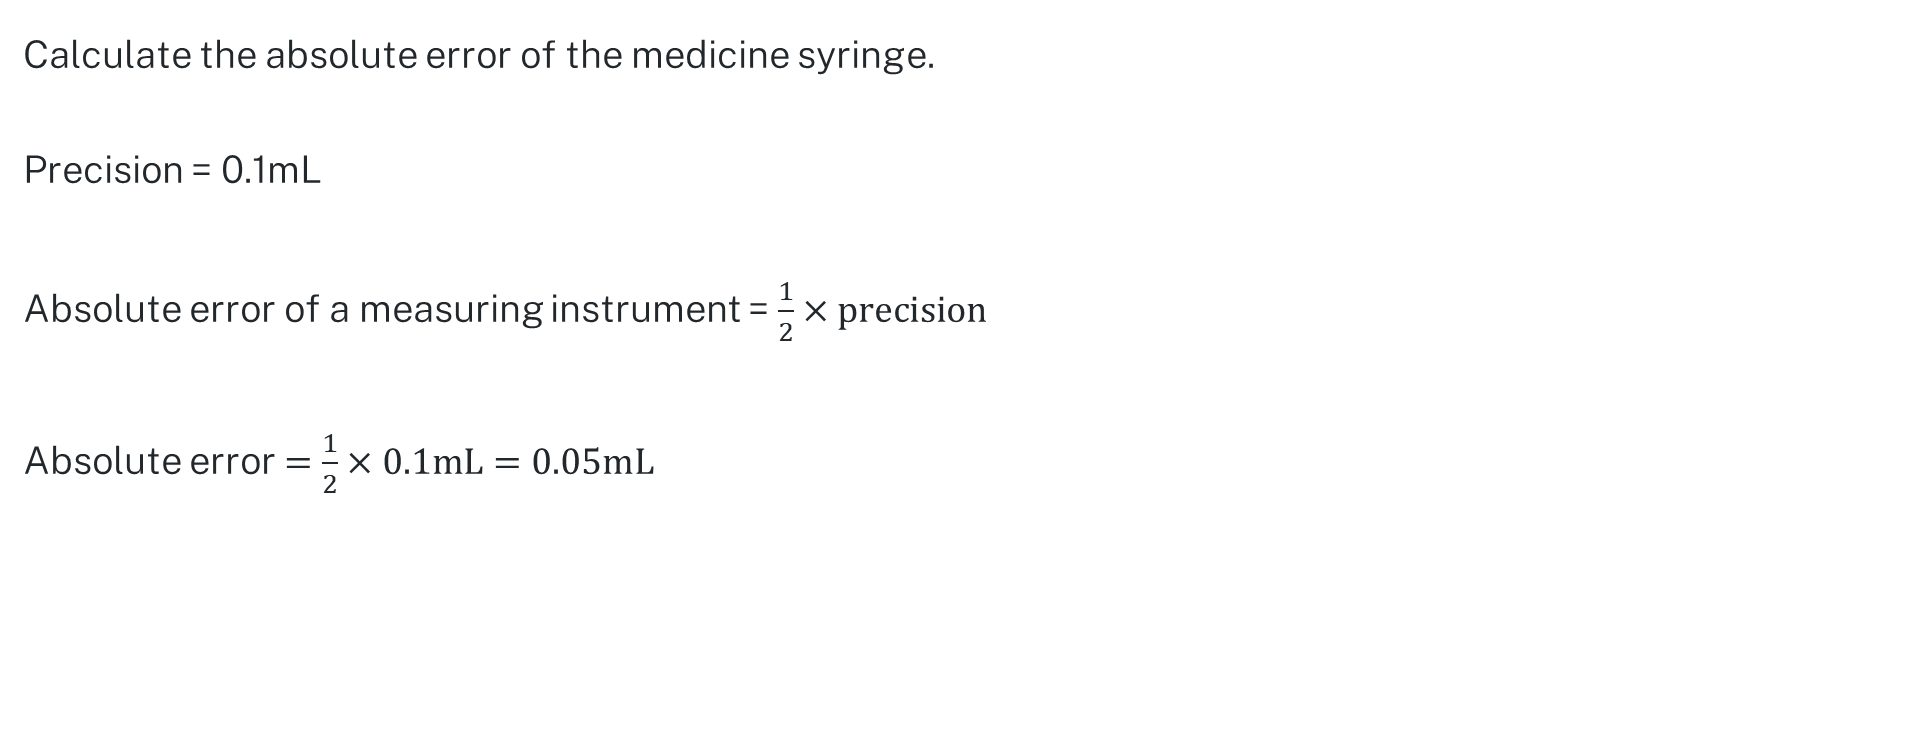 Calculate the absolute error of the medicine syringe.
Precision = 0.1mL
Absolute error of a measuring instrument = 1/2 × precision
Absolute error = 1/2 × 0.1mL = 0.05mL